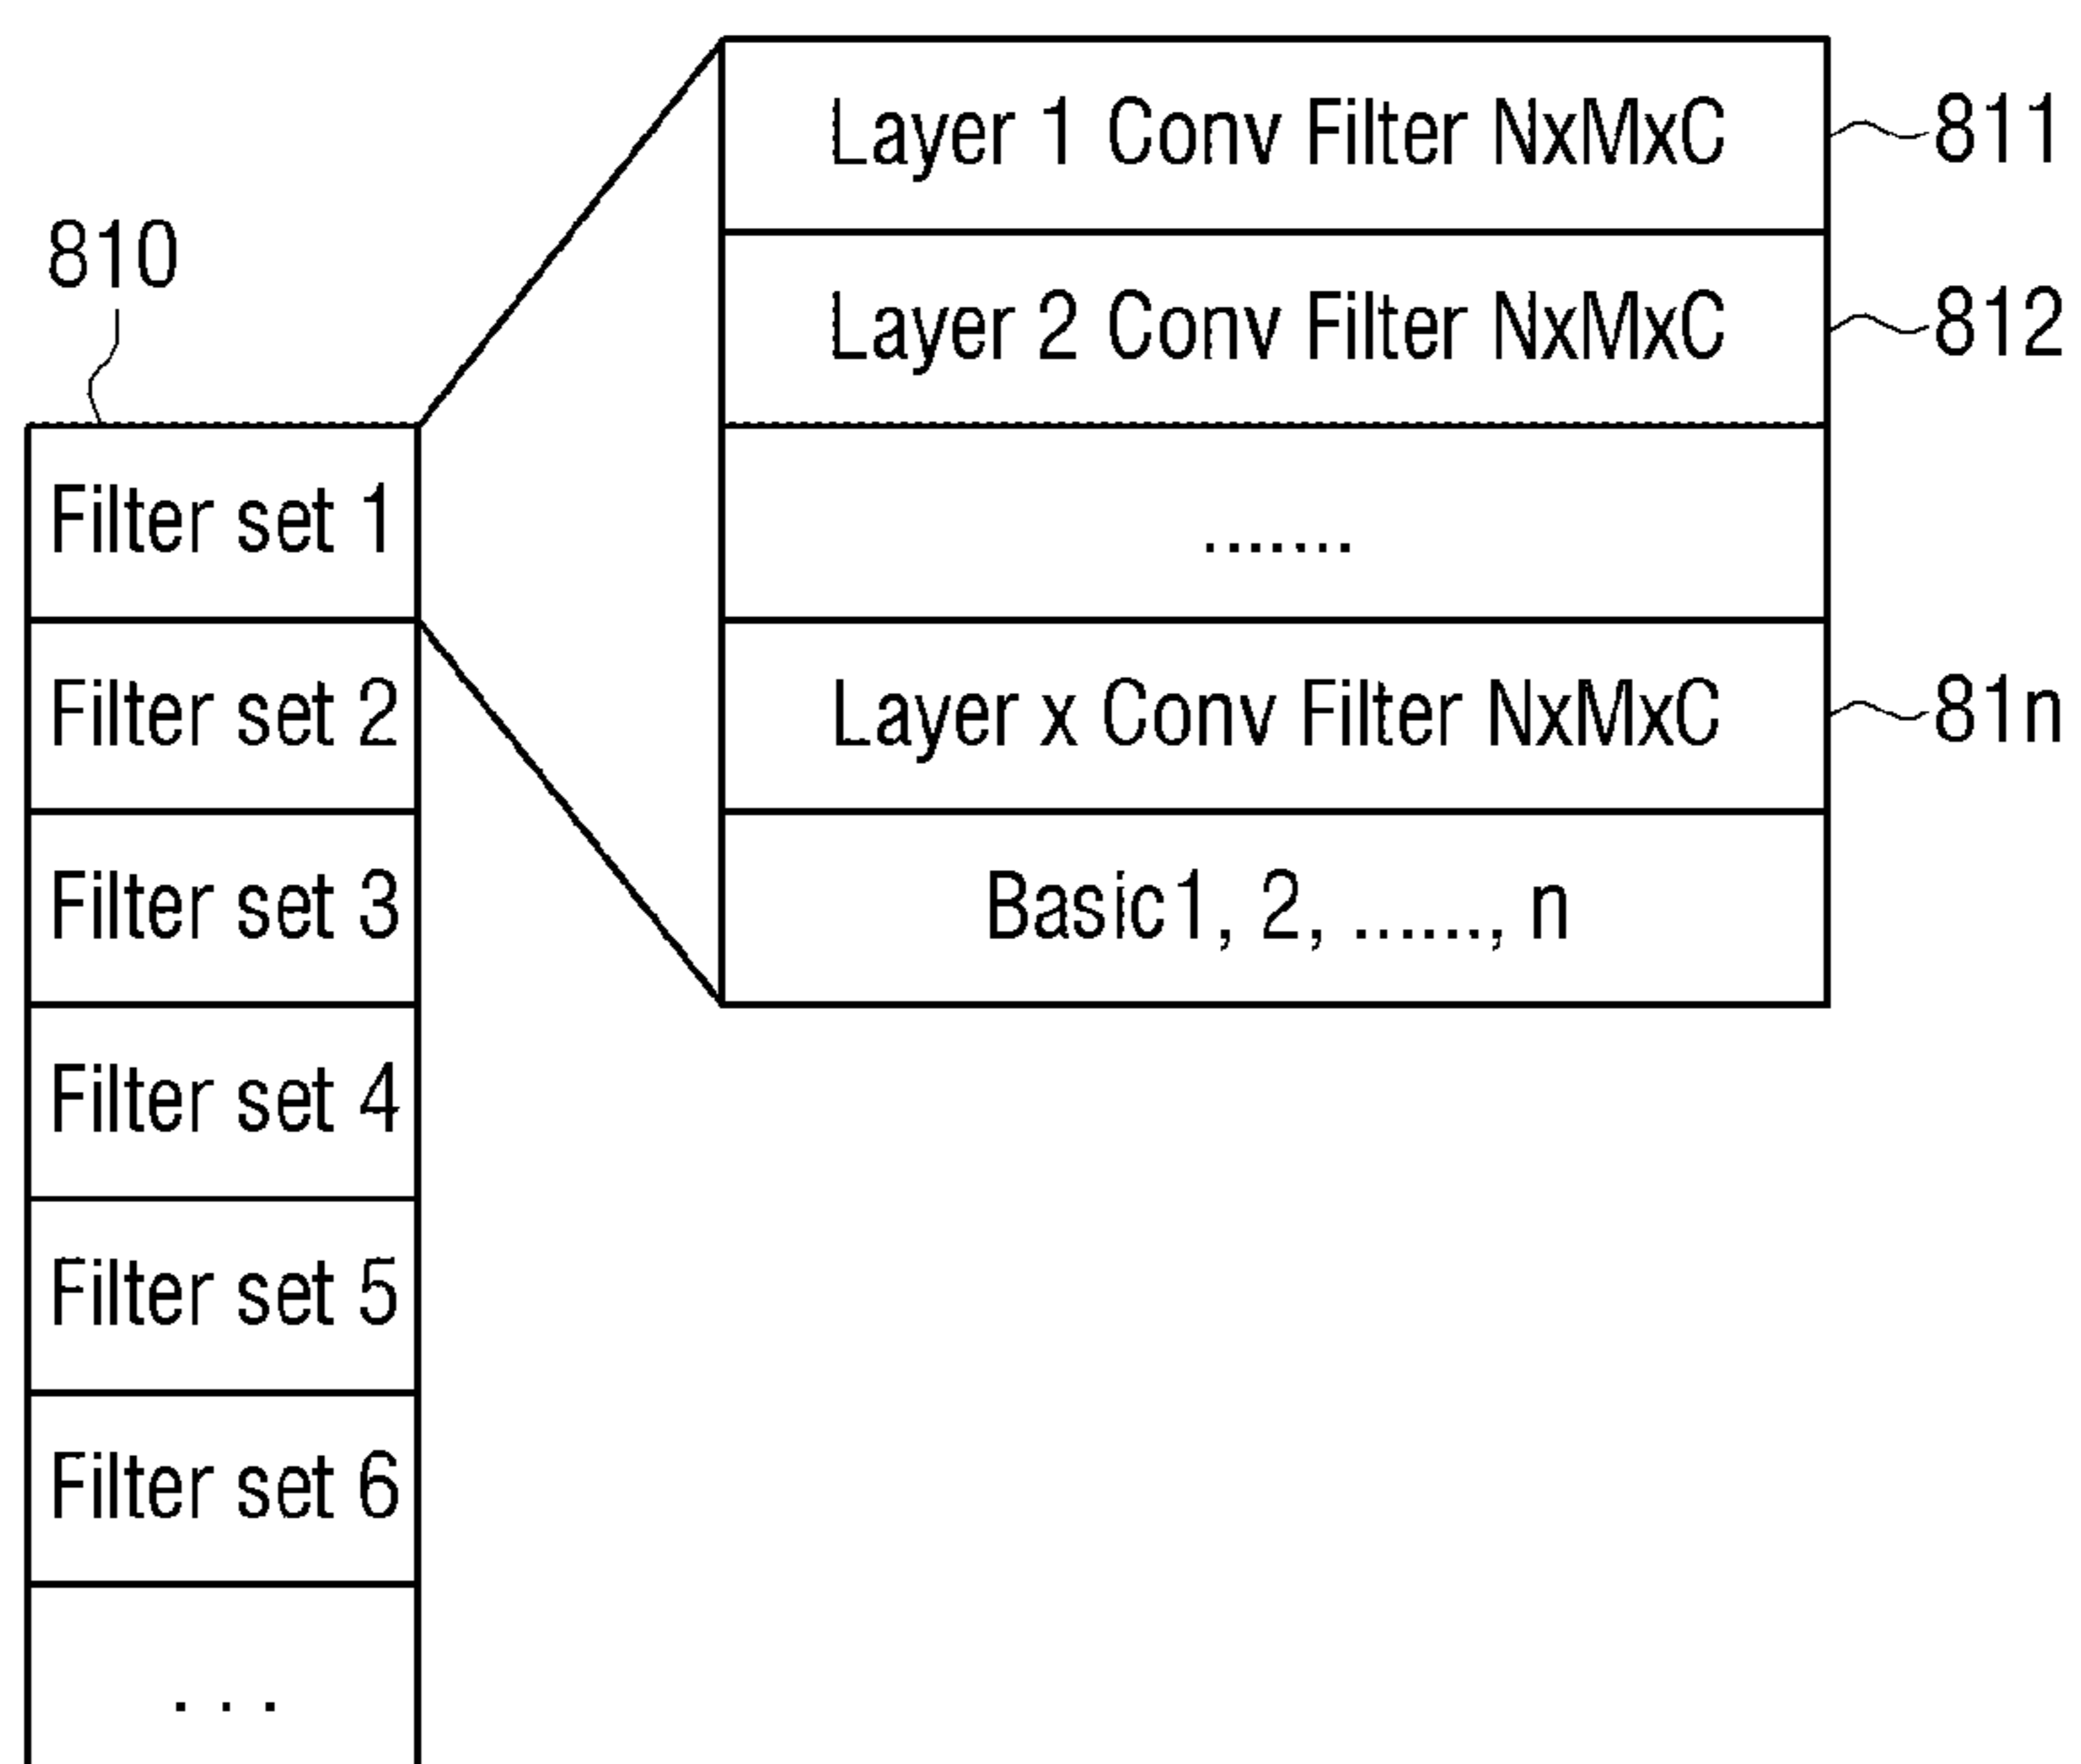 810
Filter set 1
Filter set 2
Filter set 3
Filter set 4
Filter set 5
Filter set 6
...
Layer 1 Conv Filter NxMxC
811
Layer 2 Conv Filter NxMxC
812
.......
Layer x Conv Filter NxMxC
81n
Basic1, 2, ......, n